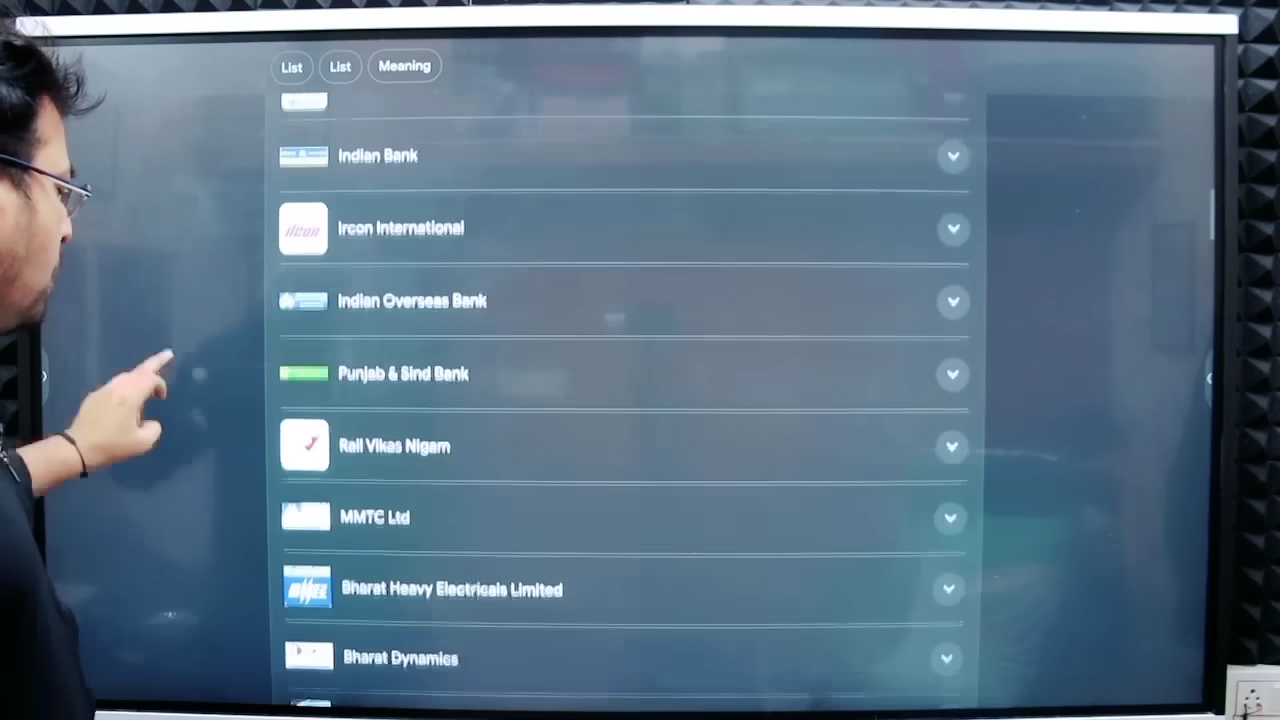 List List Meaning
Indian Bank
Ircon International
ircon
Indian Overseas Bank
Punjab & Sind Bank
Rail Vikas Nigam
MMTC Ltd
Bharat Heavy Electricals Limited
Bharat Dynamics